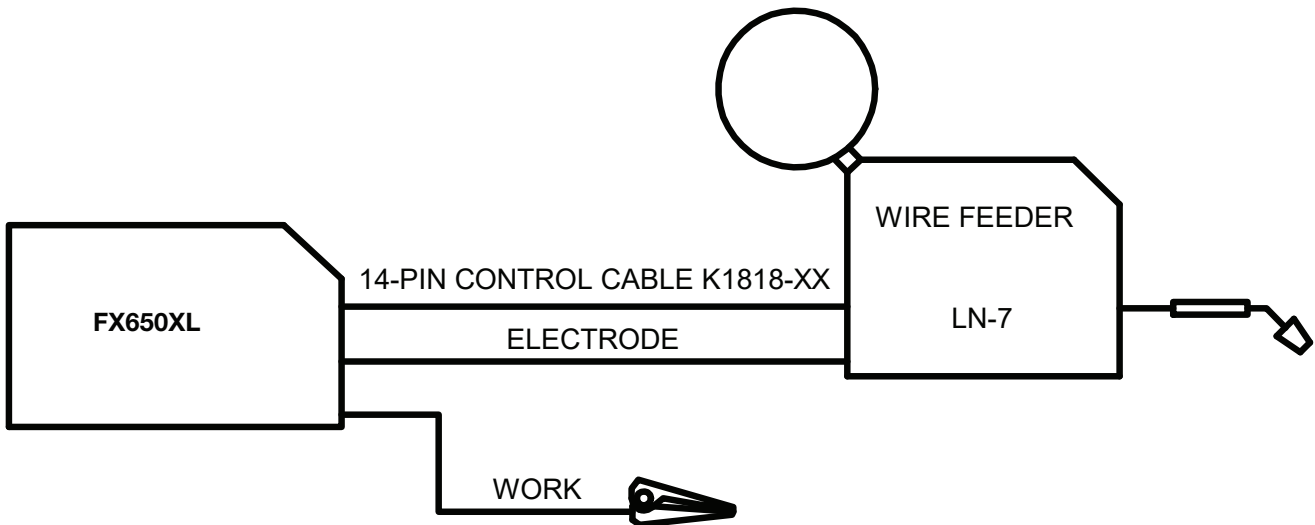 WIRE FEEDER
14-PIN CONTROL CABLE K1818-XX
FX650XL
LN-7
ELECTRODE
WORK